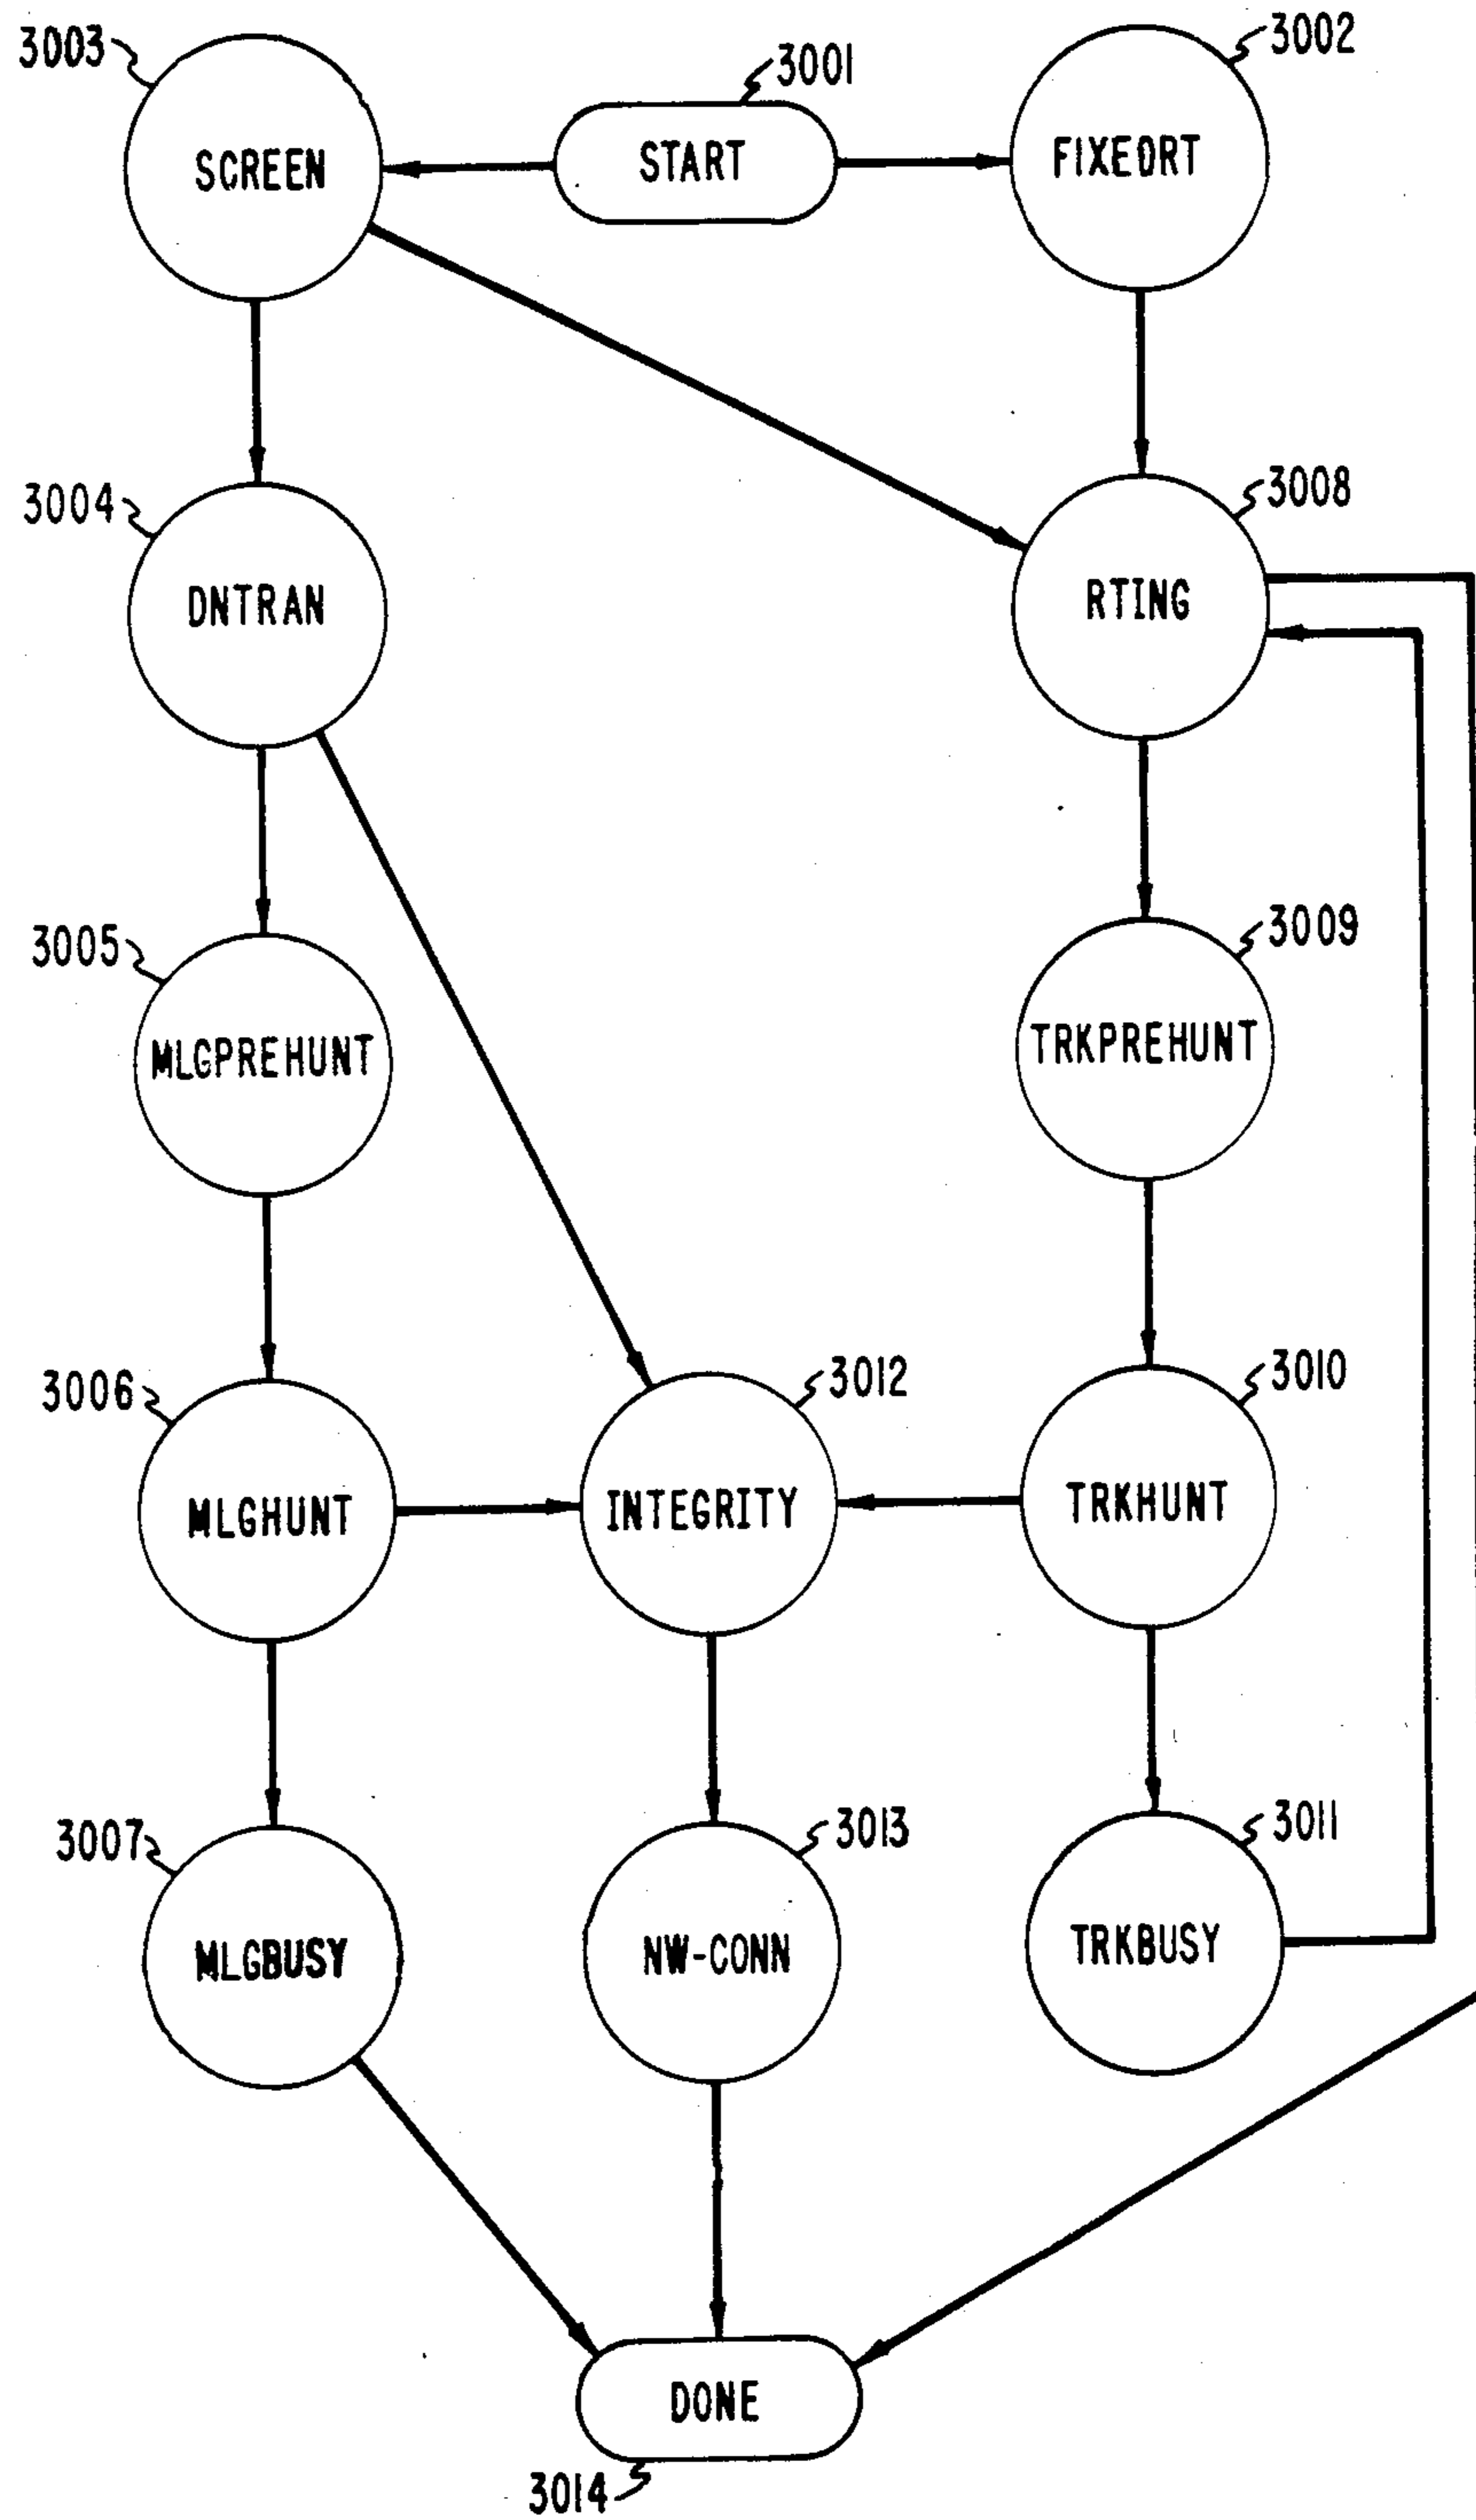 3003
3001
3002
SCREEN
START
FIXEDRT
3004
3008
DNTRAN
RTING
3005
3009
MLGPREHUNT
TRKPREHUNT
3006
3012
3010
MLGHUNT
INTEGRITY
TRKHUNT
3007
3013
3011
MLGBUSY
NW-CONN
TRKBUSY
DONE
3014